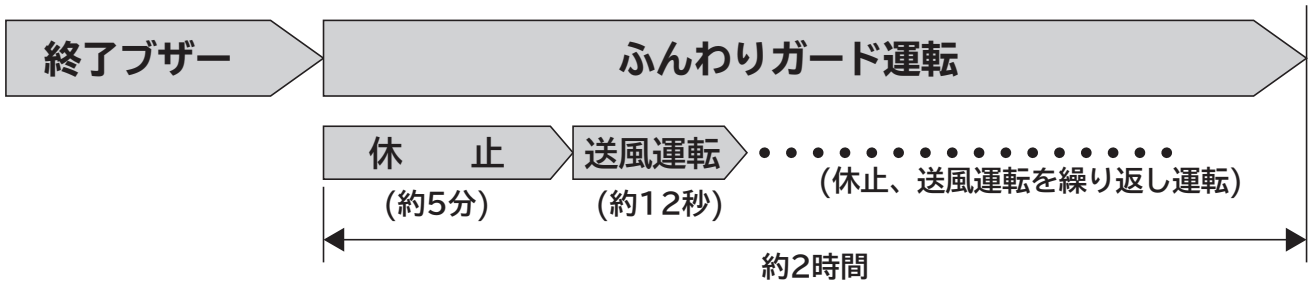 終了ブザー
ふんわりガード運転
休 止
送風運転
(約5分)
(約12秒)
(休止、送風運転を繰り返し運転)
約2時間